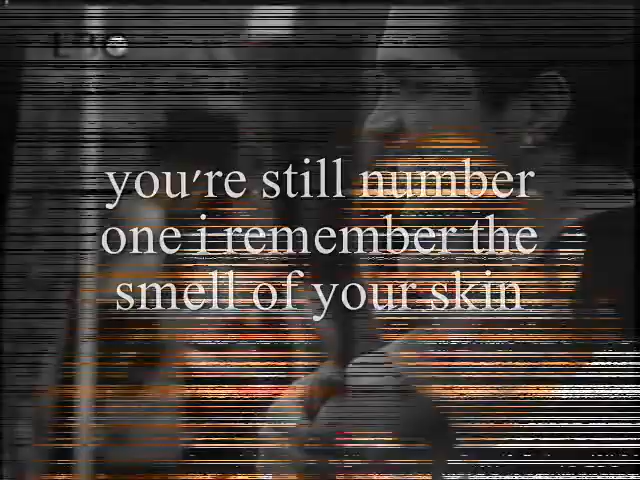 you're still number
one i remember the
smell of your skin